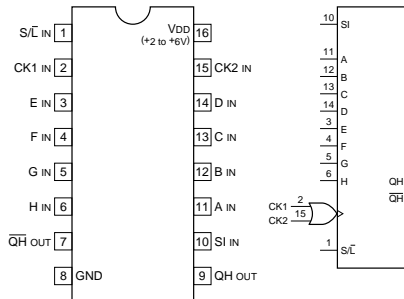 S/L̅ IN 1
CK1 IN 2
E IN 3
F IN 4
G IN 5
H IN 6
Q̅H̅ OUT 7
8 GND
VDD 16
(+2 to +6V)
15 CK2 IN
14 D IN
13 C IN
12 B IN
11 A IN
10 SI IN
9 QH OUT
10 SI
11 A
12 B
13 C
14 D
3 E
4 F
5 G
6 H
QH
Q̅H̅
CK1 2
CK2 15
1 S/L̅